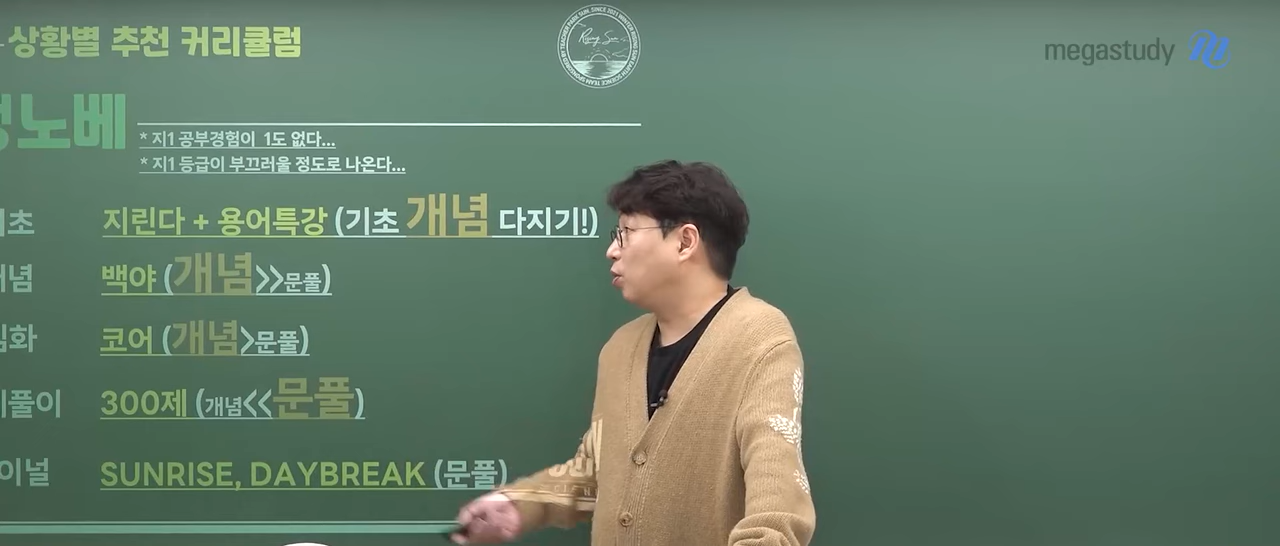 상황별 추천 커리큘럼
megastudy
노베
* 지1 공부경험이 1도 없다...
* 지1 등급이 부끄러울 정도로 나온다...
지린다 + 용어특강 (기초 개념 다지기!)
백야 (개념>>문풀)
코어 (개념>문풀)
300제 (개념<<문풀)
SUNRISE, DAYBREAK (문풀)